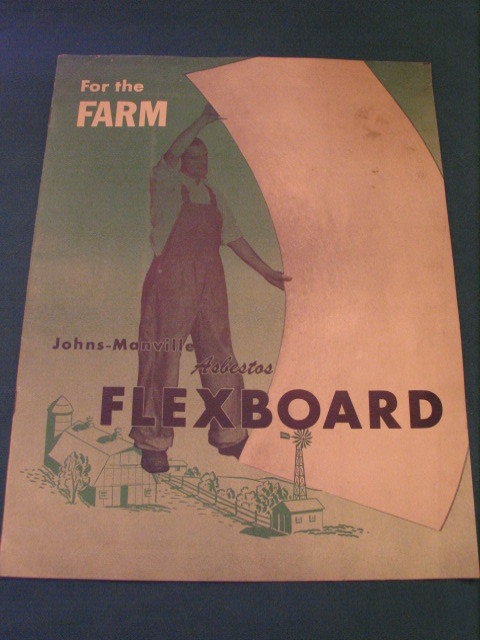 For the
FARM
Johns-Manville
Asbestos
FLEXBOARD